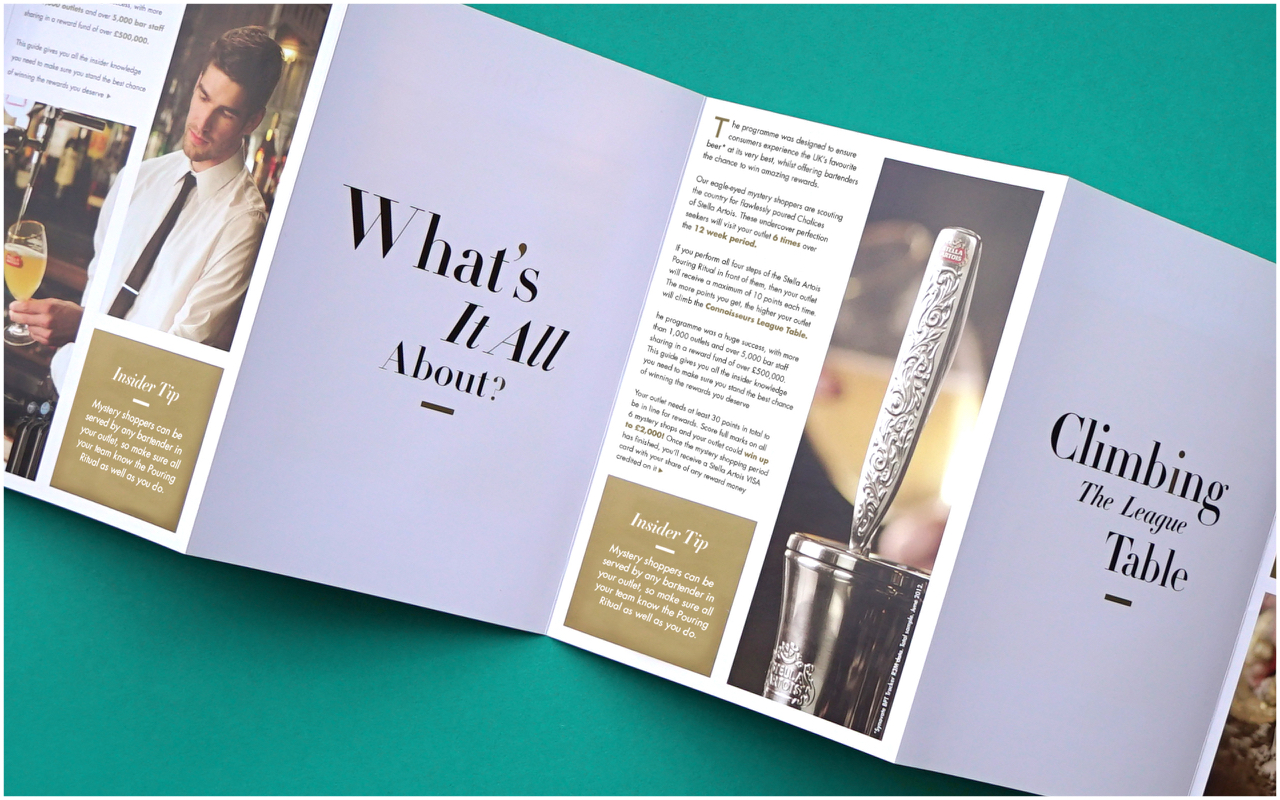 outlets and over 5,000 bar staff
sharing in a reward fund of over
£500,000.
This guide gives you all the insider knowledge
you need to make sure you stand the best chance
of winning the rewards you deserve ▶
Insider Tip
Mystery shoppers can be
served by any bartender in
your outlet, so make sure all
your team know the Pouring
Ritual as well as you do.
What's
It All
About?
The programme was designed to ensure
consumers experience the UK's favourite
beer* at its very best, whilst offering bartenders
the chance to win amazing rewards.
Our eagle-eyed mystery shoppers are scouting
the country for flawlessly poured Chalices
of Stella Artois. These undercover perfection
seekers will visit your outlet 6 times over
the 12 week period.
If you perform all four steps of the Stella Artois
Pouring Ritual in front of them, then your outlet
will receive a maximum of 10 points each time.
The more points you get, the higher your outlet
will climb the Connoisseurs League Table.
he programme was a huge success, with more
than 1,000 outlets and over 5,000 bar staff
sharing in a reward fund of over £500,000.
This guide gives you all the insider knowledge
you need to make sure you stand the best chance
of winning the rewards you deserve
Your outlet needs at least 30 points in total to
be in line for rewards. Score full marks on all
6 mystery shops and your outlet could win up
to £2,000! Once the mystery shopping period
has finished, you'll receive a Stella Artois VISA
card with your share of any reward money
credited on it ▶
Insider Tip
Mystery shoppers can be
served by any bartender in
your outlet, so make sure all
your team know the Pouring
Ritual as well as you do.
STELLA
ARTOIS
STELLA
ARTOIS
Total sample, June 2012.
Climbing
The League
Table